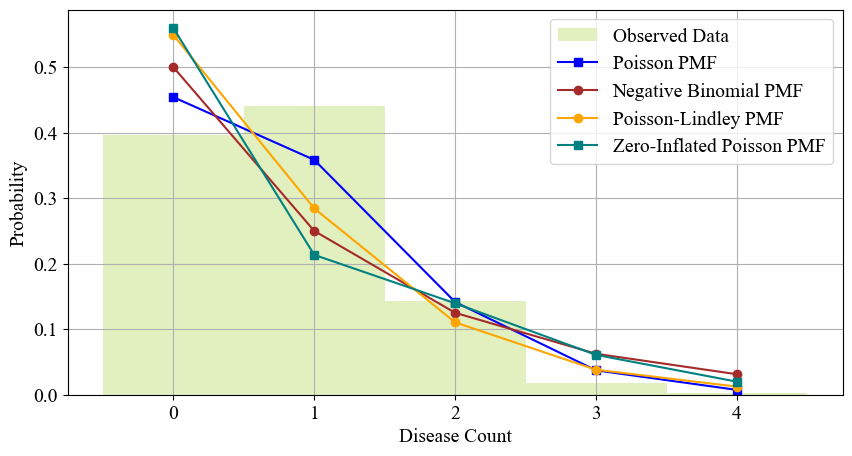 Observed Data
Poisson PMF
Negative Binomial PMF
Poisson-Lindley PMF
Zero-Inflated Poisson PMF
Probability
0.5
0.4
0.3
0.2
0.1
0.0
0 1 2 3 4
Disease Count